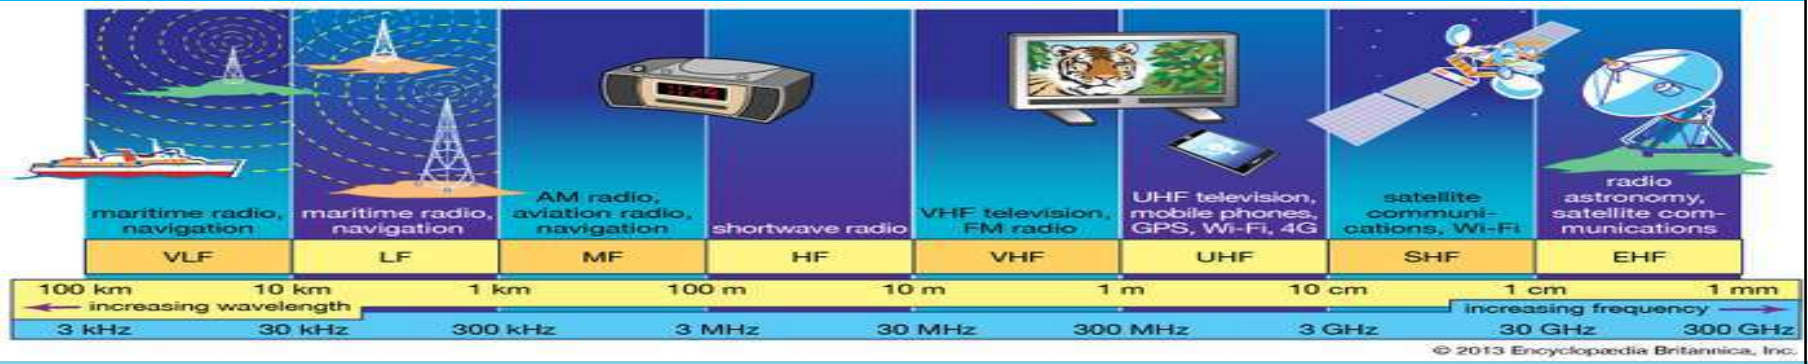 11:29
maritime radio,
navigation
maritime radio,
navigation
AM radio,
aviation radio,
navigation
shortwave radio
VHF television,
FM radio
UHF television,
mobile phones,
GPS, Wi-Fi, 4G
satellite
communi-
cations, Wi-Fi
radio
astronomy,
satellite com-
munications
VLF LF MF HF VHF UHF SHF EHF
100 km 10 km 1 km 100 m 10 m 1 m 10 cm 1 cm 1 mm
increasing wavelength increasing frequency
3 kHz 30 kHz 300 kHz 3 MHz 30 MHz 300 MHz 3 GHz 30 GHz 300 GHz
© 2013 Encyclopædia Britannica, Inc.